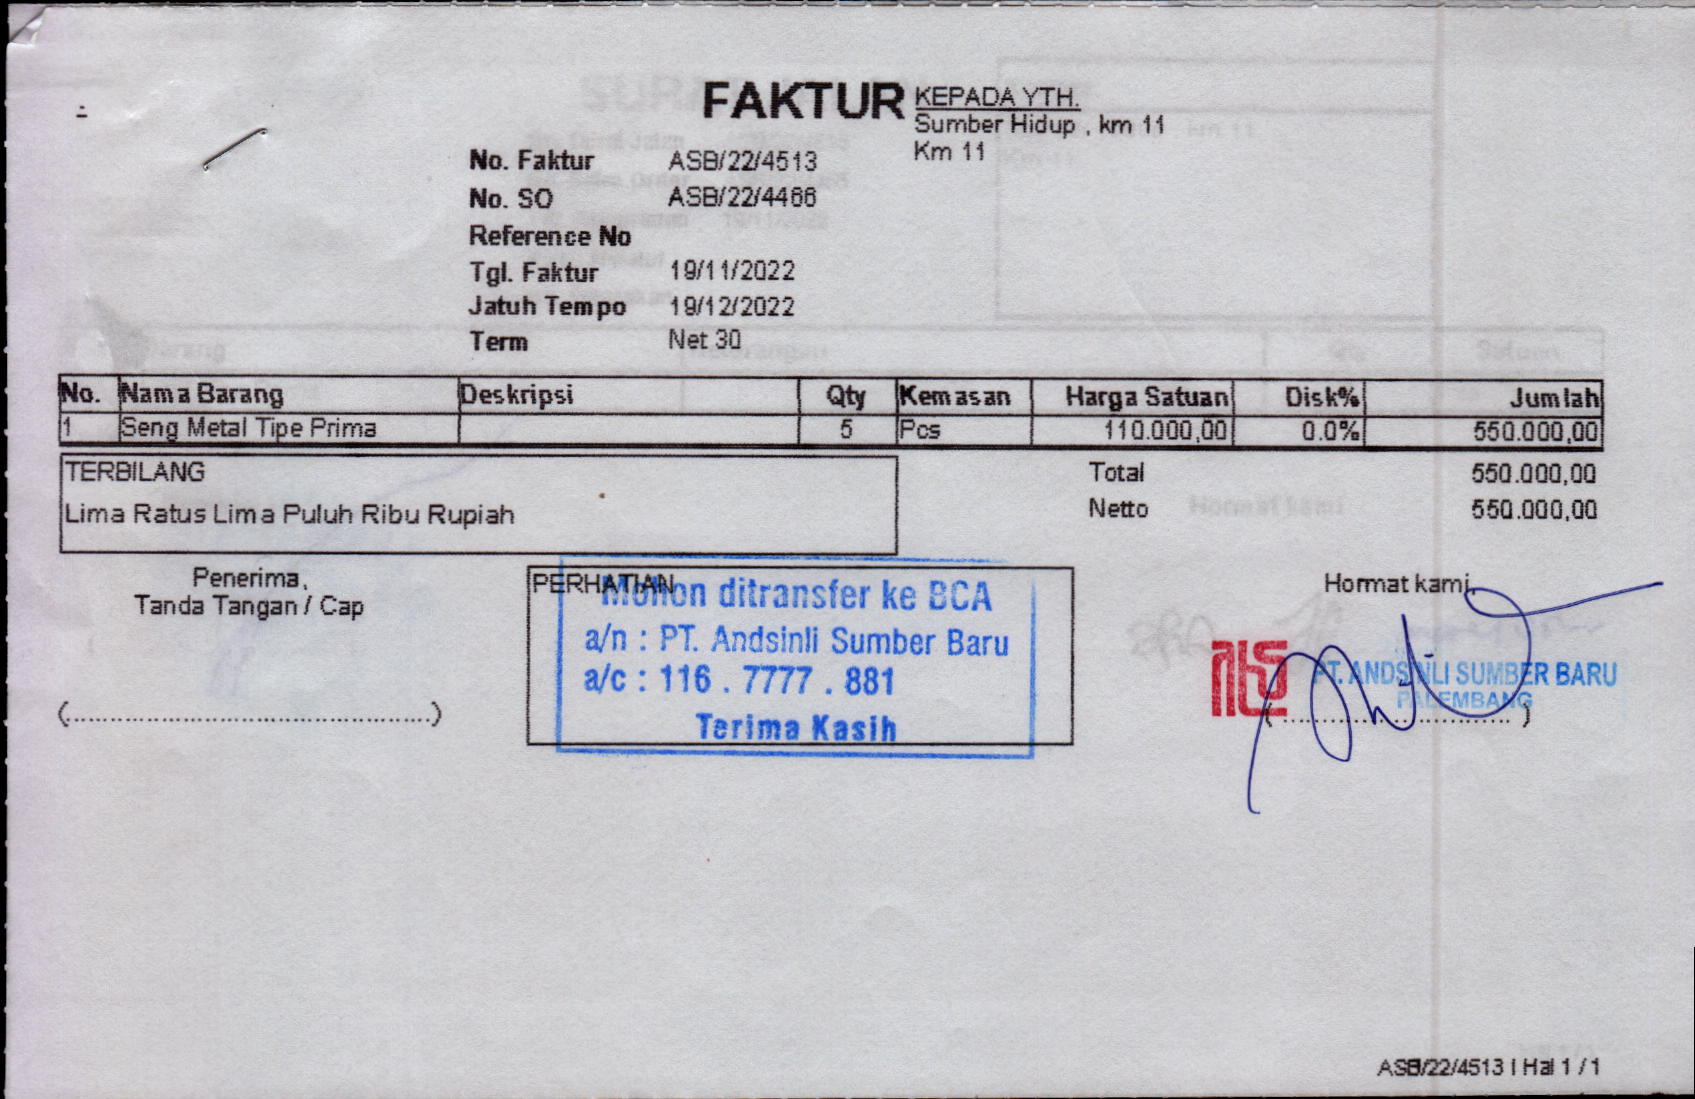 FAKTUR
KEPADA YTH.
Sumber Hidup , km 11
Km 11
No. Faktur ASB/22/4513
No. SO ASB/22/4466
Reference No
Tgl. Faktur 19/11/2022
Jatuh Tempo 19/12/2022
Term Net 30
No. Nama Barang Deskripsi Qty Kemasan Harga Satuan Disk% Jumlah
1 Seng Metal Tipe Prima 5 Pcs 110.000,00 0.0% 550.000,00
TERBILANG
Lima Ratus Lima Puluh Ribu Rupiah
Total 550.000,00
Netto 550.000,00
Penerima,
Tanda Tangan / Cap
(............................................)
PERHATIAN
Mohon ditransfer ke BCA
a/n : PT. Andsinli Sumber Baru
a/c : 116 . 7777 . 881
Terima Kasih
Hormat kami,
PT. ANDSINLI SUMBER BARU
PALEMBANG
(..................................)
ASB/22/4513 | Hal 1 / 1